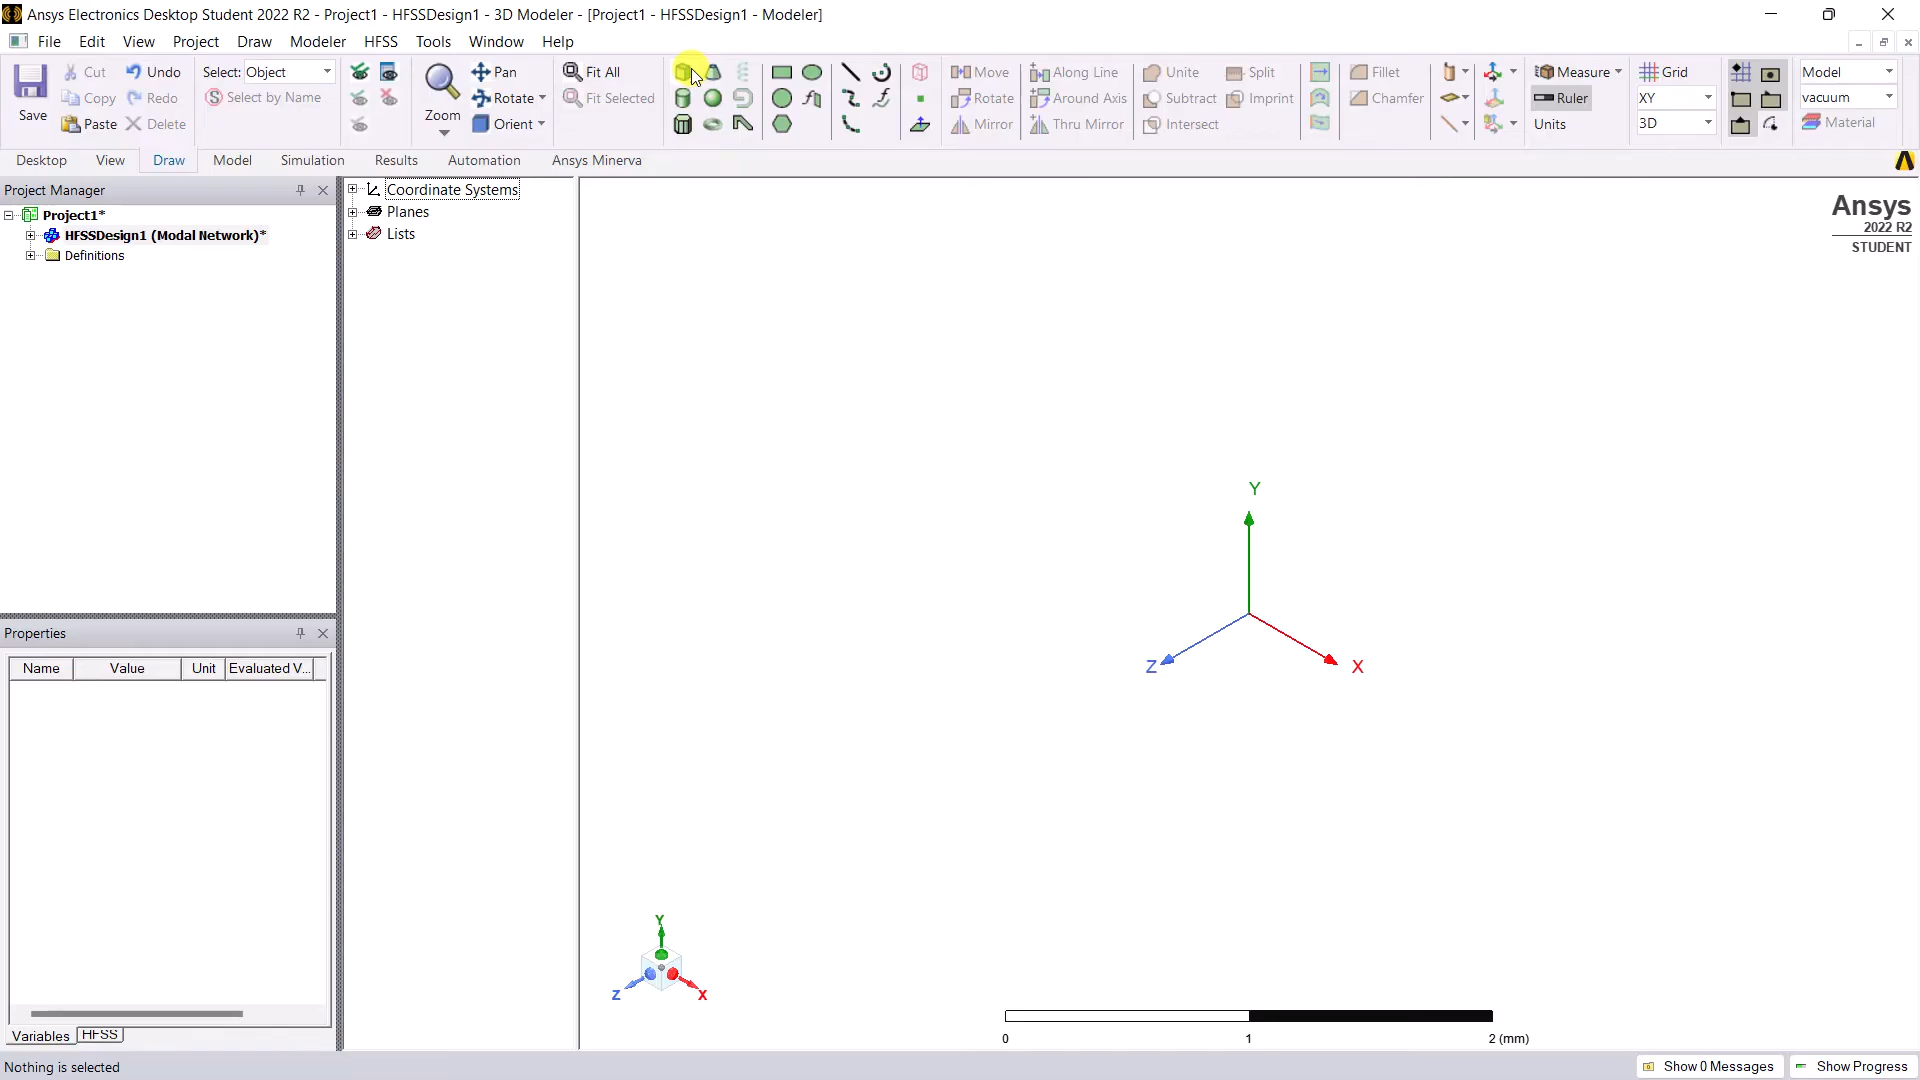 Ansys Electronics Desktop Student 2022 R2 - Project1 - HFSSDesign1 - 3D Modeler - [Project1 - HFSSDesign1 - Modeler]
File Edit View Project Draw Modeler HFSS Tools Window Help
Save
Cut Undo
Copy Redo
Paste Delete
Select: Object
Select by Name
Zoom
Pan
Rotate
Orient
Fit All
Fit Selected
Move
Rotate
Mirror
Along Line
Around Axis
Thru Mirror
Unite Split
Subtract Imprint
Intersect
Fillet
Chamfer
Measure
Ruler
Units
Grid
XY
3D
Model
vacuum
Material
Desktop View Draw Model Simulation Results Automation Ansys Minerva
Project Manager
Project1*
HFSSDesign1 (Modal Network)*
Definitions
Coordinate Systems
Planes
Lists
Ansys
2022 R2
STUDENT
Y
Z X
Properties
Name Value Unit Evaluated V...
Variables HFSS
Y
Z X
0 1 2 (mm)
Nothing is selected
Show 0 Messages Show Progress